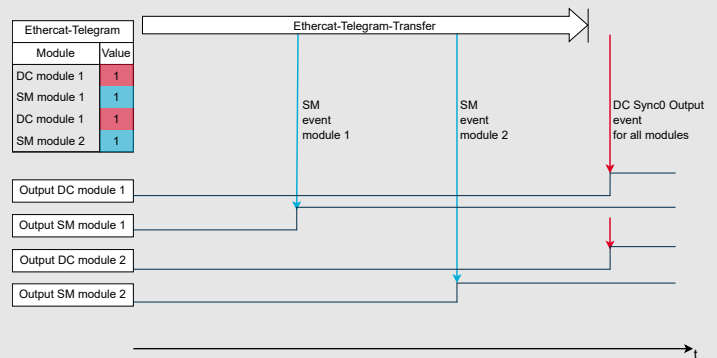 Ethercat-Telegram
Module Value
DC module 1 1
SM module 1 1
DC module 1 1
SM module 2 1
Ethercat-Telegram-Transfer
SM
event
module 1
SM
event
module 2
DC Sync0 Output
event
for all modules
Output DC module 1
Output SM module 1
Output DC module 2
Output SM module 2
t